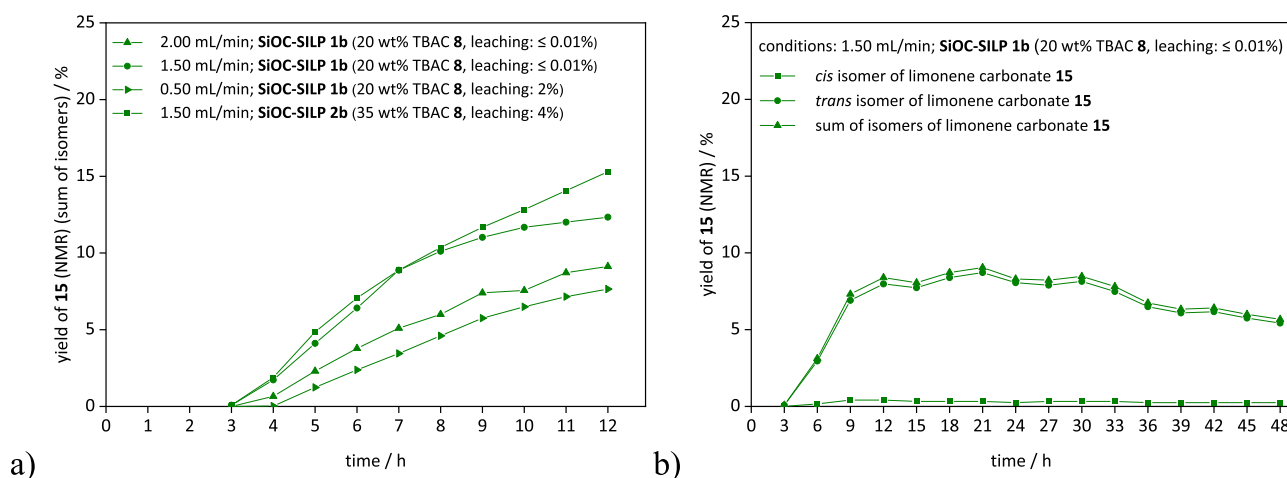 25
20
15
10
5
0
yield of 15 (NMR) (sum of isomers) / %
2.00 mL/min; SiOC-SILP 1b (20 wt% TBAC 8, leaching: ≤ 0.01%)
1.50 mL/min; SiOC-SILP 1b (20 wt% TBAC 8, leaching: ≤ 0.01%)
0.50 mL/min; SiOC-SILP 1b (20 wt% TBAC 8, leaching: 2%)
1.50 mL/min; SiOC-SILP 2b (35 wt% TBAC 8, leaching: 4%)
0 1 2 3 4 5 6 7 8 9 10 11 12
time / h
a)
25
20
15
10
5
0
yield of 15 (NMR) / %
conditions: 1.50 mL/min; SiOC-SILP 1b (20 wt% TBAC 8, leaching: ≤ 0.01%)
cis isomer of limonene carbonate 15
trans isomer of limonene carbonate 15
sum of isomers of limonene carbonate 15
0 3 6 9 12 15 18 21 24 27 30 33 36 39 42 45 48
time / h
b)